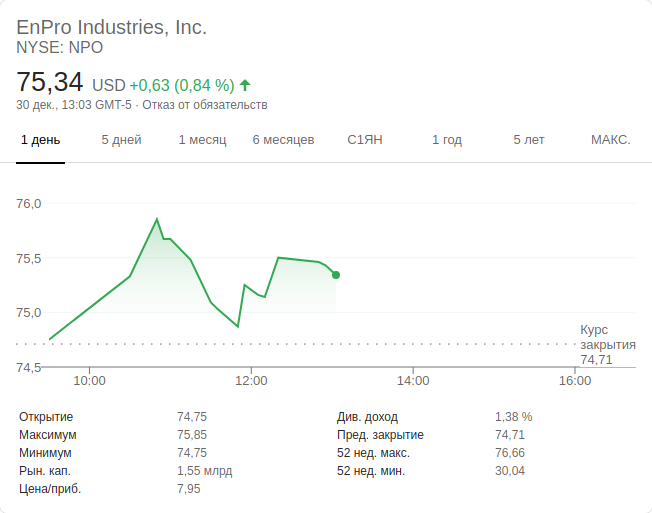 EnPro Industries, Inc.
NYSE: NPO
75,34 USD +0,63 (0,84 %)
30 дек., 13:03 GMT-5 · Отказ от обязательств
1 день 5 дней 1 месяц 6 месяцев С1ЯН 1 год 5 лет МАКС.
76,0
75,5
75,0
74,5
Курс
закрытия
74,71
10:00 12:00 14:00 16:00
Открытие 74,75 Див. доход 1,38 %
Максимум 75,85 Пред. закрытие 74,71
Минимум 74,75 52 нед. макс. 76,66
Рын. кап. 1,55 млрд 52 нед. мин. 30,04
Цена/приб. 7,95